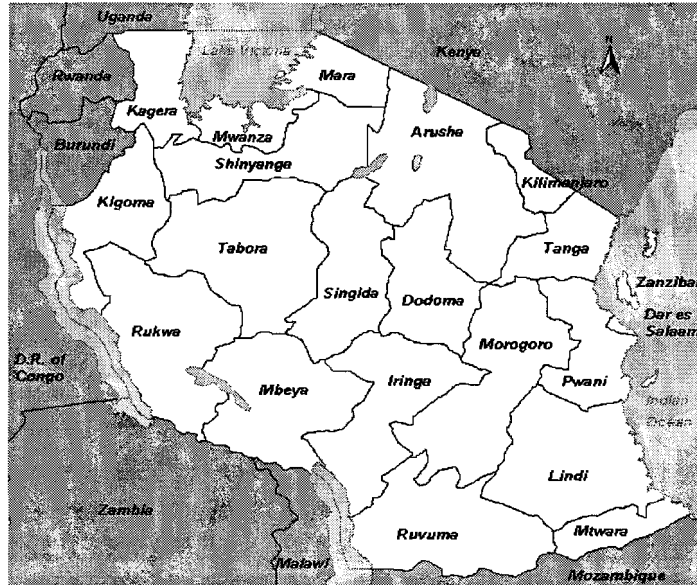 Uganda
Lake Victoria
Kenya
N
Rwanda
Mara
Kagera
Mwanza
Arusha
Burundi
Shinyanga
Kilimanjaro
Kigoma
Tabora
Tanga
Singida
Dodoma
Zanzibar
Rukwa
Dar es
Salaam
Morogoro
D.R. of
Congo
Mbeya
Iringa
Pwani
Indian
Ocean
Lindi
Zambia
Ruvuma
Mtwara
Malawi
Mozambique